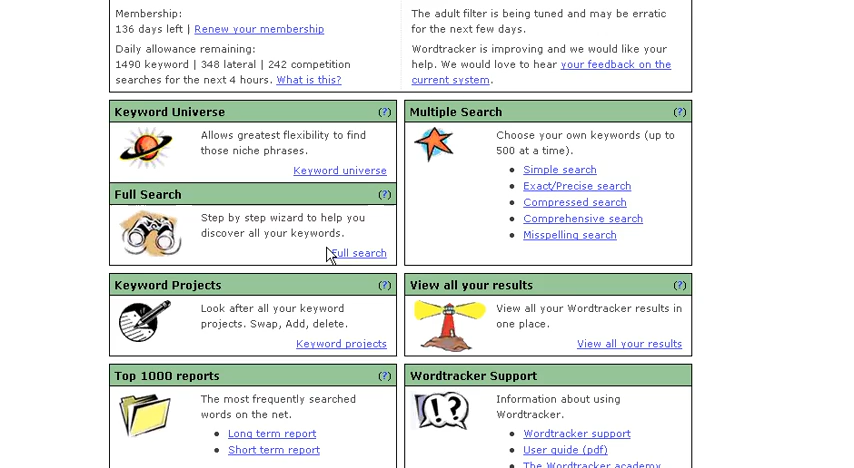 Membership:
136 days left | Renew your membership
Daily allowance remaining:
1490 keyword | 348 lateral | 242 competition
searches for the next 4 hours. What is this?
The adult filter is being tuned and may be erratic
for the next few days.
Wordtracker is improving and we would like your
help. We would love to hear your feedback on the
current system.
Keyword Universe (?)
Allows greatest flexibility to find
those niche phrases.
Keyword universe
Full Search (?)
Step by step wizard to help you
discover all your keywords.
Full search
Multiple Search (?)
Choose your own keywords (up to
500 at a time).
Simple search
Exact/Precise search
Compressed search
Comprehensive search
Misspelling search
Keyword Projects (?)
Look after all your keyword
projects. Swap, Add, delete.
Keyword projects
View all your results (?)
View all your Wordtracker results in
one place.
View all your results
Top 1000 reports (?)
The most frequently searched
words on the net.
Long term report
Short term report
Wordtracker Support
!?
Information about using
Wordtracker.
Wordtracker support
User guide (pdf)
The Wordtracker academy